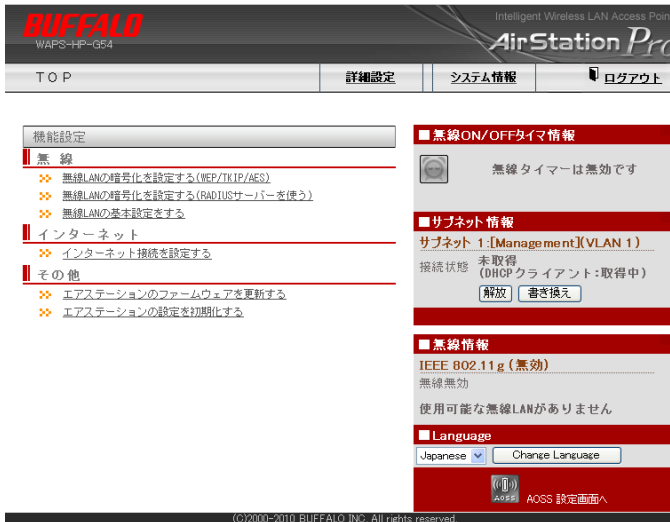 BUFFALO
WAPS-HP-G54
Intelligent Wireless LAN Access Poin
AirStation Pro
TOP
詳細設定
システム情報
ログアウト
機能設定
無 線
無線LANの暗号化を設定する(WEP/TKIP/AES)
無線LANの暗号化を設定する(RADIUSサーバーを使う)
無線LANの基本設定をする
インターネット
インターネット接続を設定する
その他
エアステーションのファームウェアを更新する
エアステーションの設定を初期化する
■無線ON/OFFタイマ情報
無線タイマーは無効です
■サブネット情報
サブネット 1:[Management](VLAN 1)
接続状態 未取得
(DHCPクライアント:取得中)
解放 書き換え
■無線情報
IEEE 802.11g (無効)
無線無効
使用可能な無線LANがありません
■Language
Japanese Change Language
AOSS AOSS 設定画面へ
(C)2000-2010 BUFFALO INC. All rights reserved.